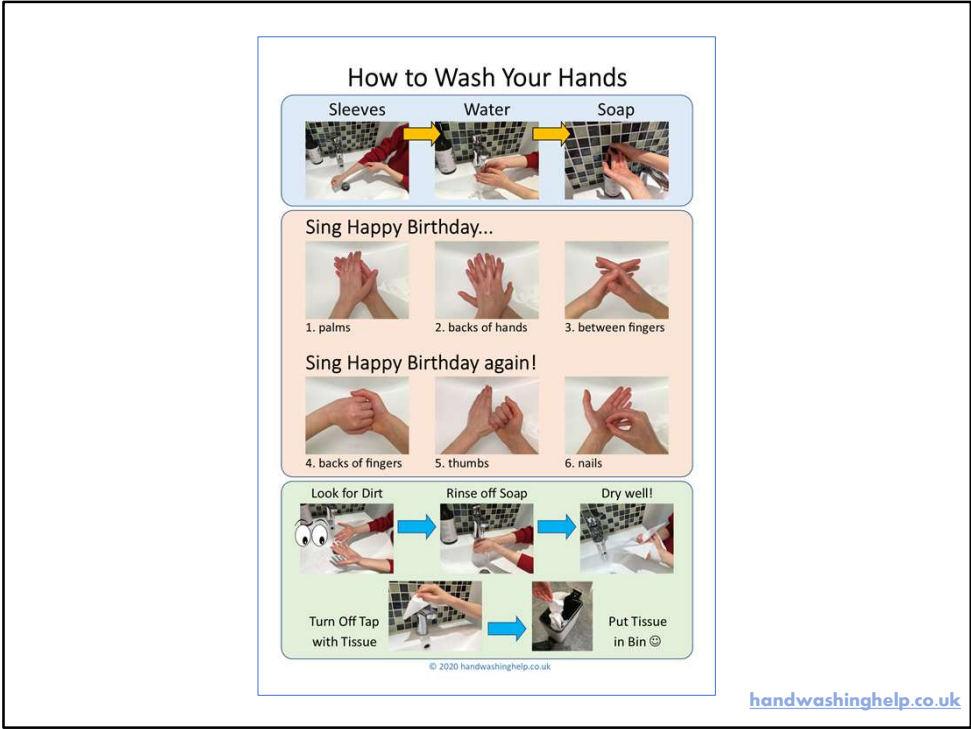 How to Wash Your Hands
Sleeves Water Soap
Sing Happy Birthday...
1. palms 2. backs of hands 3. between fingers
Sing Happy Birthday again!
4. backs of fingers 5. thumbs 6. nails
Look for Dirt Rinse off Soap Dry well!
Turn Off Tap
with Tissue
Put Tissue
in Bin ☺
© 2020 handwashinghelp.co.uk
handwashinghelp.co.uk